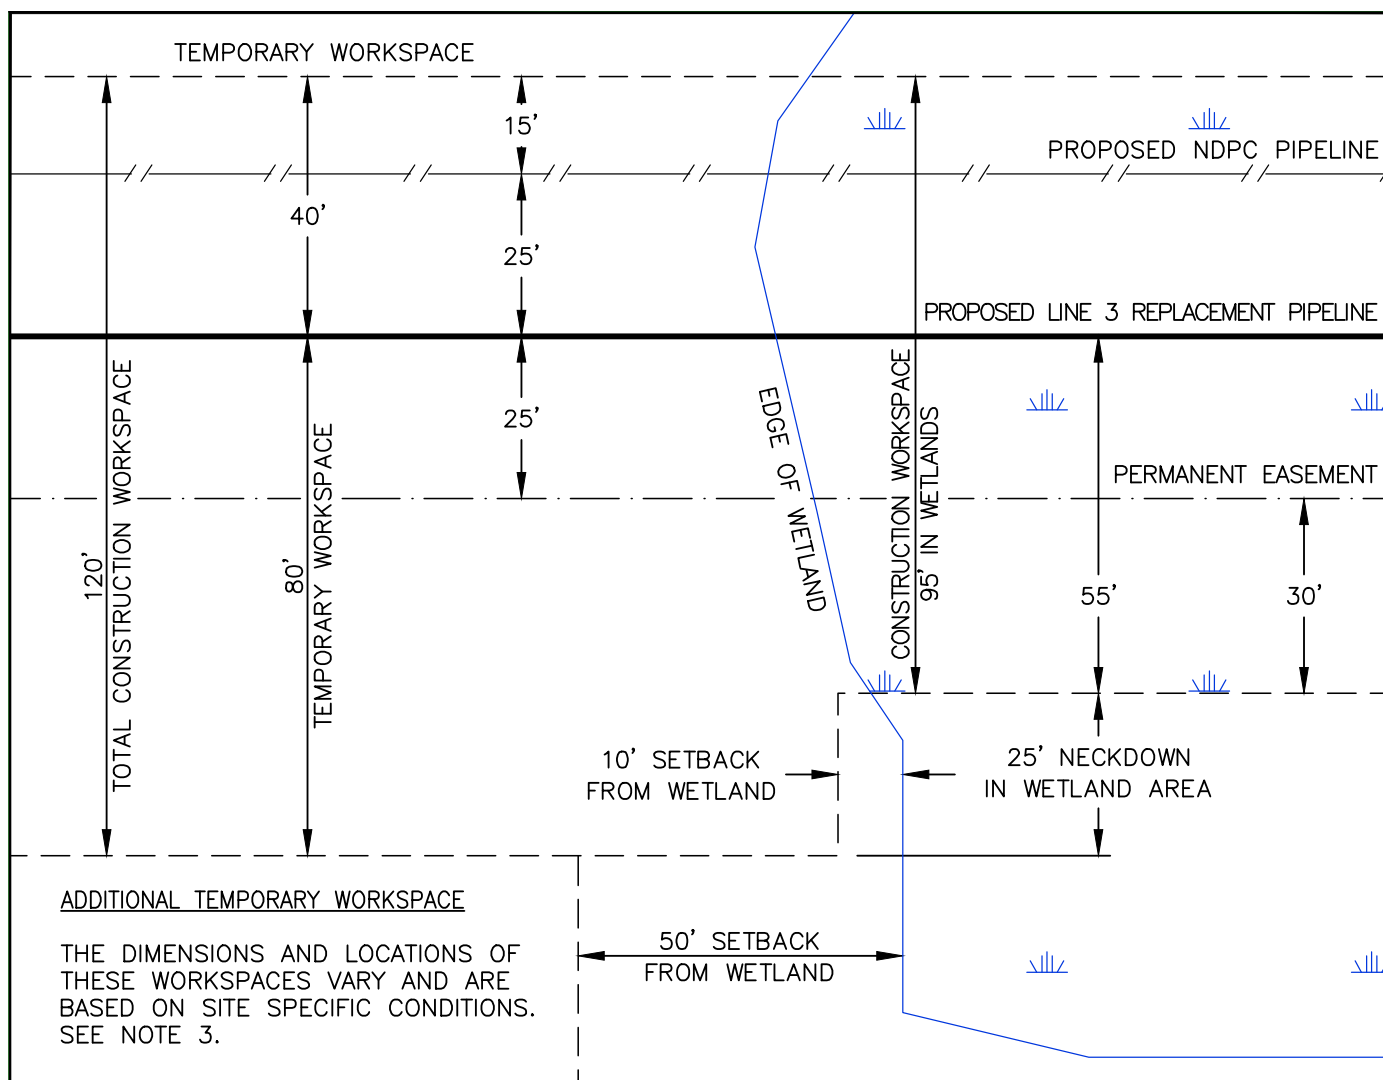 TEMPORARY WORKSPACE
15'
PROPOSED NDPC PIPELINE
40'
25'
PROPOSED LINE 3 REPLACEMENT PIPELINE
25'
PERMANENT EASEMENT
120'
TOTAL CONSTRUCTION WORKSPACE
80'
TEMPORARY WORKSPACE
EDGE OF WETLAND
CONSTRUCTION WORKSPACE
95' IN WETLANDS
55'
30'
10' SETBACK
FROM WETLAND
25' NECKDOWN
IN WETLAND AREA
ADDITIONAL TEMPORARY WORKSPACE
THE DIMENSIONS AND LOCATIONS OF
THESE WORKSPACES VARY AND ARE
BASED ON SITE SPECIFIC CONDITIONS.
SEE NOTE 3.
50' SETBACK
FROM WETLAND